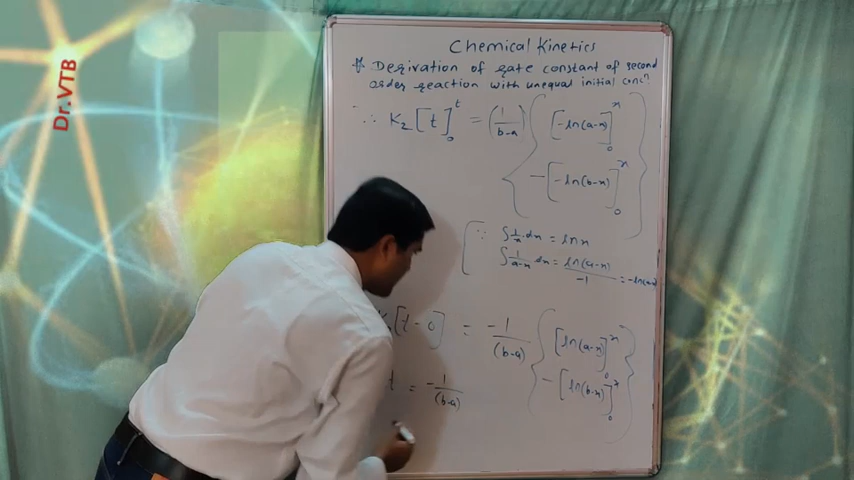 Dr.VTB
Chemical Kinetics
* Derivation of rate constant of second
order reaction with unequal initial concn.
∴ K₂ [t]₀ᵗ = (1/b-a) { [-ln(a-x)]₀ˣ
- [-ln(b-x)]₀ˣ }
[∵ ∫1/x dx = ln x
∫1/a-x dx = ln(a-x)/-1 = -ln(a-x)
[t-0] = -1/(b-a) { [ln(a-x)]₀ˣ
- [ln(b-x)]₀ˣ }
t = -1/(b-a)